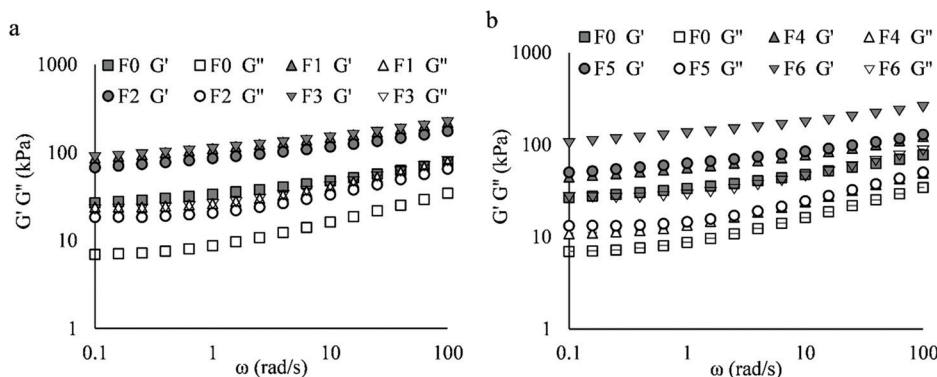 a
F0 G' F0 G" F1 G' F1 G"
F2 G' F2 G" F3 G' F3 G"
1000
100
10
1
G' G" (kPa)
0.1 1 10 100
ω (rad/s)
b
F0 G' F0 G" F4 G' F4 G"
F5 G' F5 G" F6 G' F6 G"
1000
100
10
1
G' G" (kPa)
0.1 1 10 100
ω (rad/s)